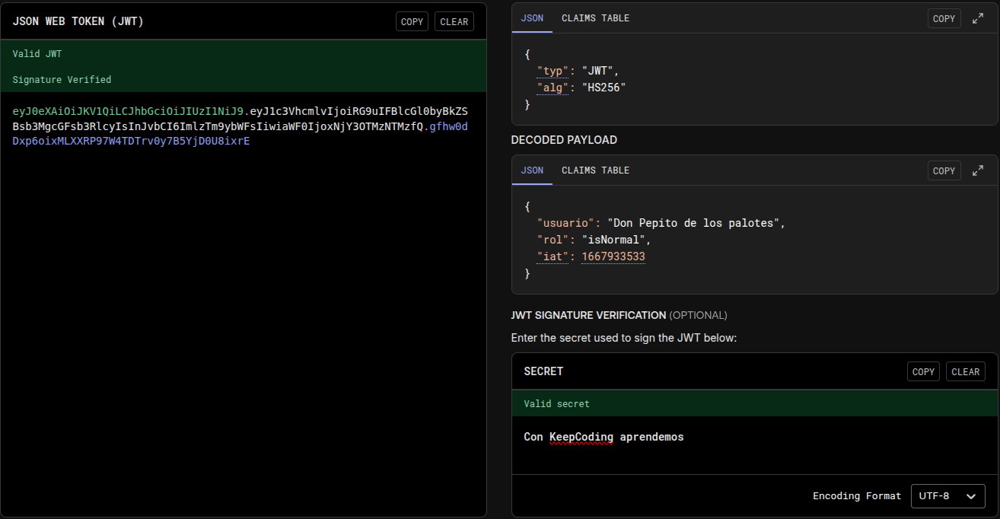 JSON WEB TOKEN (JWT)
COPY
CLEAR
Valid JWT
Signature Verified
eyJ0eXAiOiJKV1QiLCJhbGciOiJIUzI1NiJ9.eyJ1c3VhcmlvIjoiRG9uIFBlcGl0byBkZS
Bsb3MgcGFsb3RlcyIsInJvbCI6ImlzTm9ybWFsIiwiaWF0IjoxNjY3OTMzNTMzfQ.gfhw0d
Dxp6oixMLXXRP97W4TDTrv0y7B5YjD0U8ixrE
JSON
CLAIMS TABLE
COPY
{
"typ": "JWT",
"alg": "HS256"
}
DECODED PAYLOAD
JSON
CLAIMS TABLE
COPY
{
"usuario": "Don Pepito de los palotes",
"rol": "isNormal",
"iat": 1667933533
}
JWT SIGNATURE VERIFICATION (OPTIONAL)
Enter the secret used to sign the JWT below:
SECRET
COPY
CLEAR
Valid secret
Con KeepCoding aprendemos
Encoding Format
UTF-8